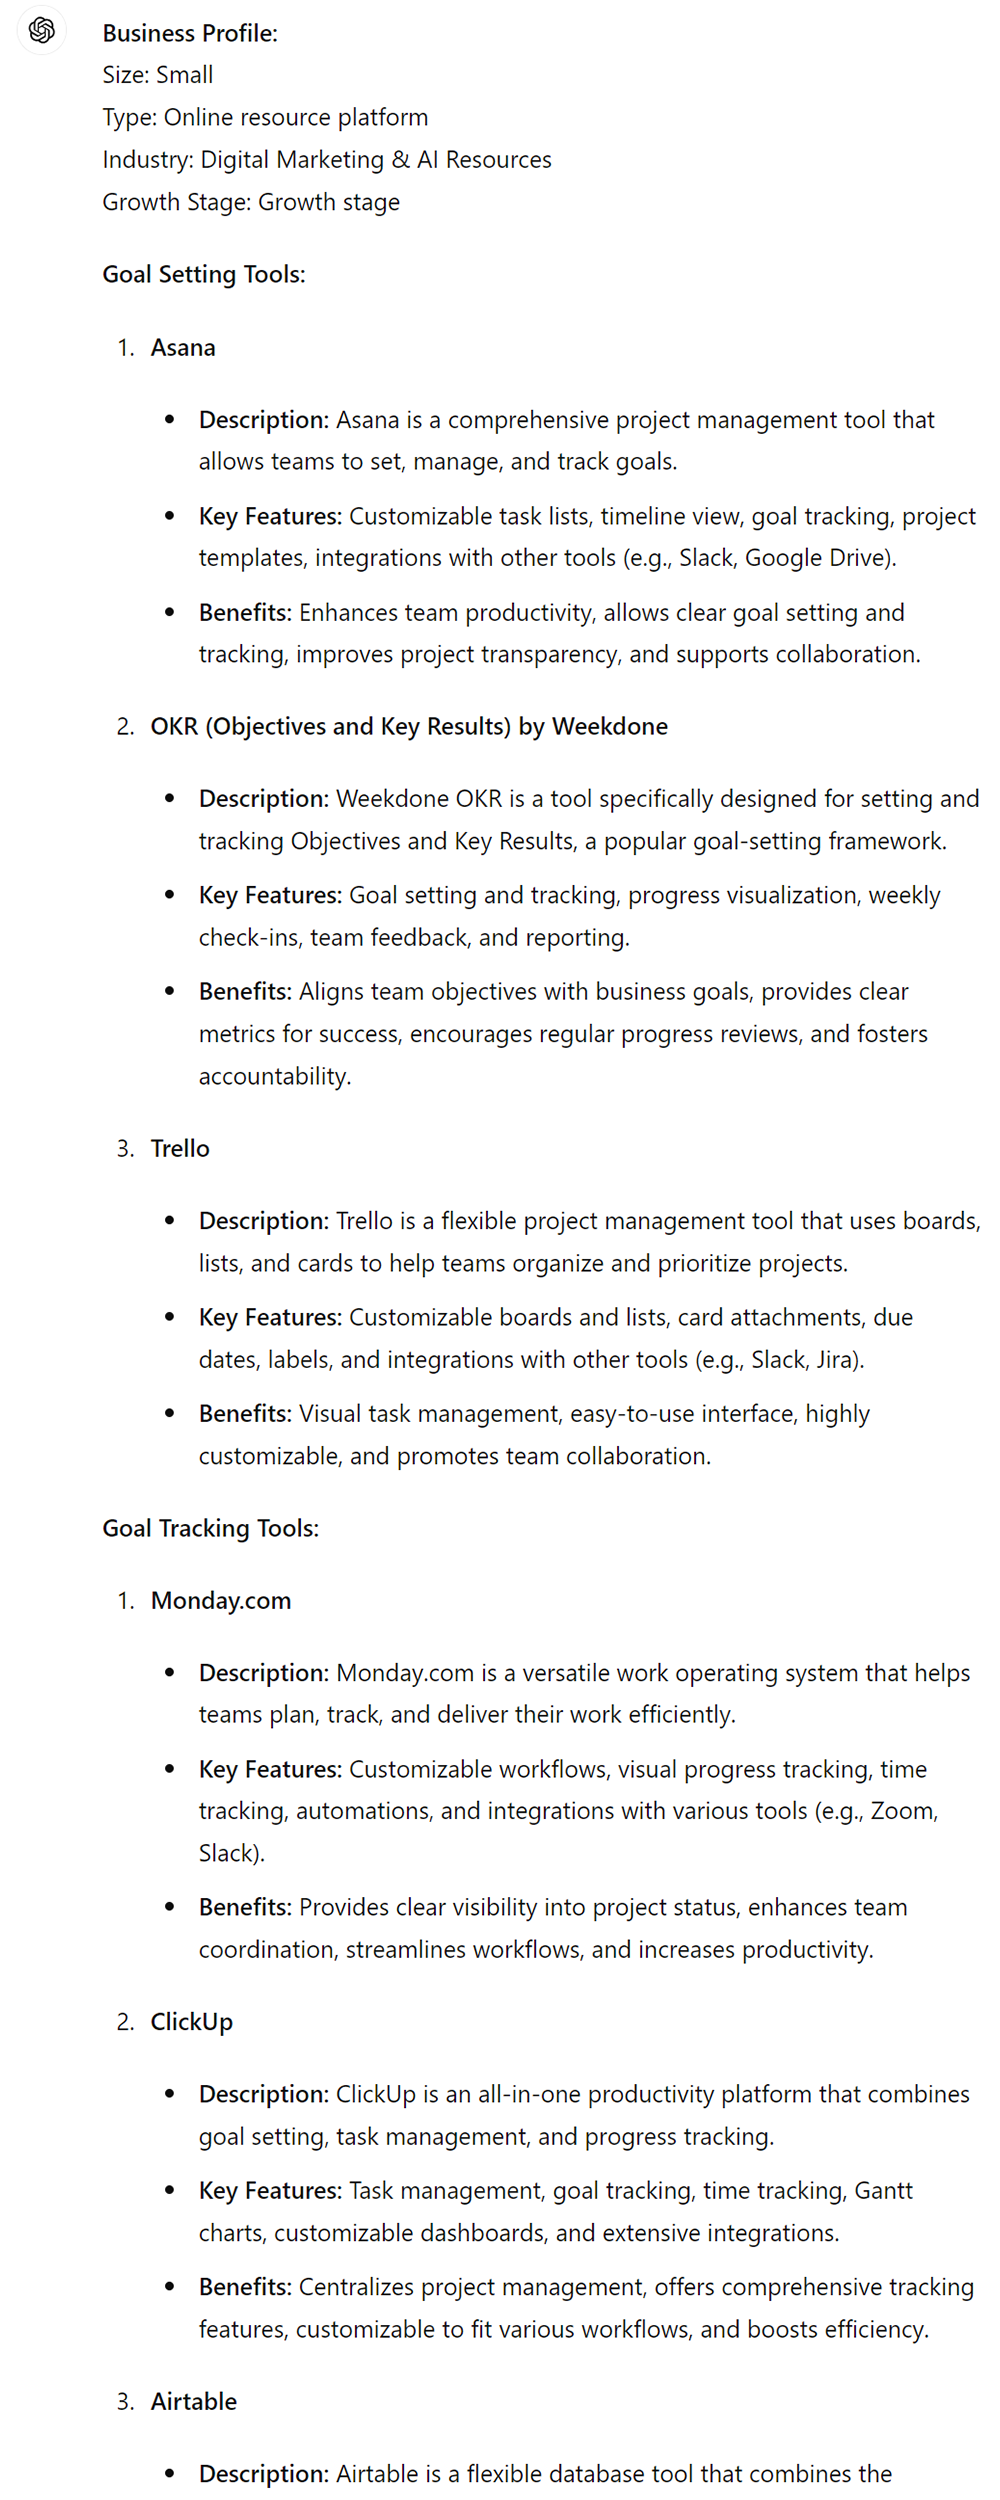 Business Profile:
Size: Small
Type: Online resource platform
Industry: Digital Marketing & AI Resources
Growth Stage: Growth stage
Goal Setting Tools:
1. Asana
• Description: Asana is a comprehensive project management tool that
allows teams to set, manage, and track goals.
• Key Features: Customizable task lists, timeline view, goal tracking, project
templates, integrations with other tools (e.g., Slack, Google Drive).
• Benefits: Enhances team productivity, allows clear goal setting and
tracking, improves project transparency, and supports collaboration.
2. OKR (Objectives and Key Results) by Weekdone
• Description: Weekdone OKR is a tool specifically designed for setting and
tracking Objectives and Key Results, a popular goal-setting framework.
• Key Features: Goal setting and tracking, progress visualization, weekly
check-ins, team feedback, and reporting.
• Benefits: Aligns team objectives with business goals, provides clear
metrics for success, encourages regular progress reviews, and fosters
accountability.
3. Trello
• Description: Trello is a flexible project management tool that uses boards,
lists, and cards to help teams organize and prioritize projects.
• Key Features: Customizable boards and lists, card attachments, due
dates, labels, and integrations with other tools (e.g., Slack, Jira).
• Benefits: Visual task management, easy-to-use interface, highly
customizable, and promotes team collaboration.
Goal Tracking Tools:
1. Monday.com
• Description: Monday.com is a versatile work operating system that helps
teams plan, track, and deliver their work efficiently.
• Key Features: Customizable workflows, visual progress tracking, time
tracking, automations, and integrations with various tools (e.g., Zoom,
Slack).
• Benefits: Provides clear visibility into project status, enhances team
coordination, streamlines workflows, and increases productivity.
2. ClickUp
• Description: ClickUp is an all-in-one productivity platform that combines
goal setting, task management, and progress tracking.
• Key Features: Task management, goal tracking, time tracking, Gantt
charts, customizable dashboards, and extensive integrations.
• Benefits: Centralizes project management, offers comprehensive tracking
features, customizable to fit various workflows, and boosts efficiency.
3. Airtable
• Description: Airtable is a flexible database tool that combines the